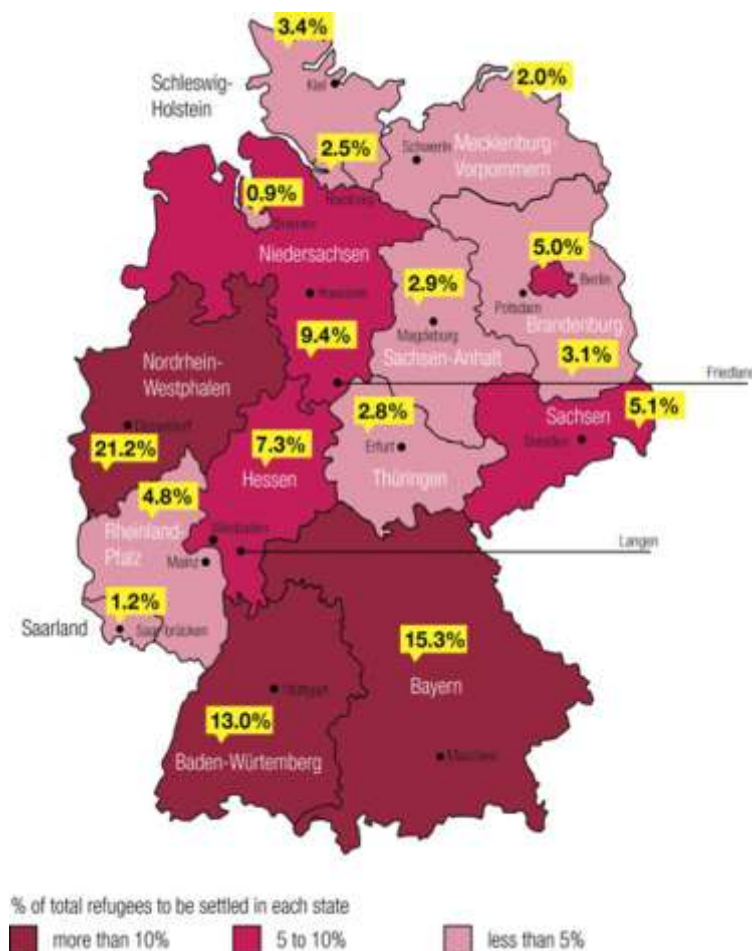 3.4%
Kiel
Schleswig-
Holstein
2.0%
2.5%
Schwerin
Mecklenburg-
Vorpommern
Hamburg
0.9%
Bremen
Niedersachsen
5.0%
Berlin
2.9%
Hannover
Potsdam
Magdeburg
Brandenburg
9.4%
Sachsen-Anhalt
3.1%
Nordrhein-
Westphalen
Friedland
2.8%
Sachsen
5.1%
Düsseldorf
7.3%
Erfurt
Dresden
21.2%
Hessen
Thüringen
4.8%
Rheinland-
Pfalz
Wiesbaden
Langen
Mainz
1.2%
Saarland
Saarbrücken
15.3%
Bayern
Stuttgart
13.0%
Baden-Würtemberg
München
% of total refugees to be settled in each state
more than 10%
5 to 10%
less than 5%